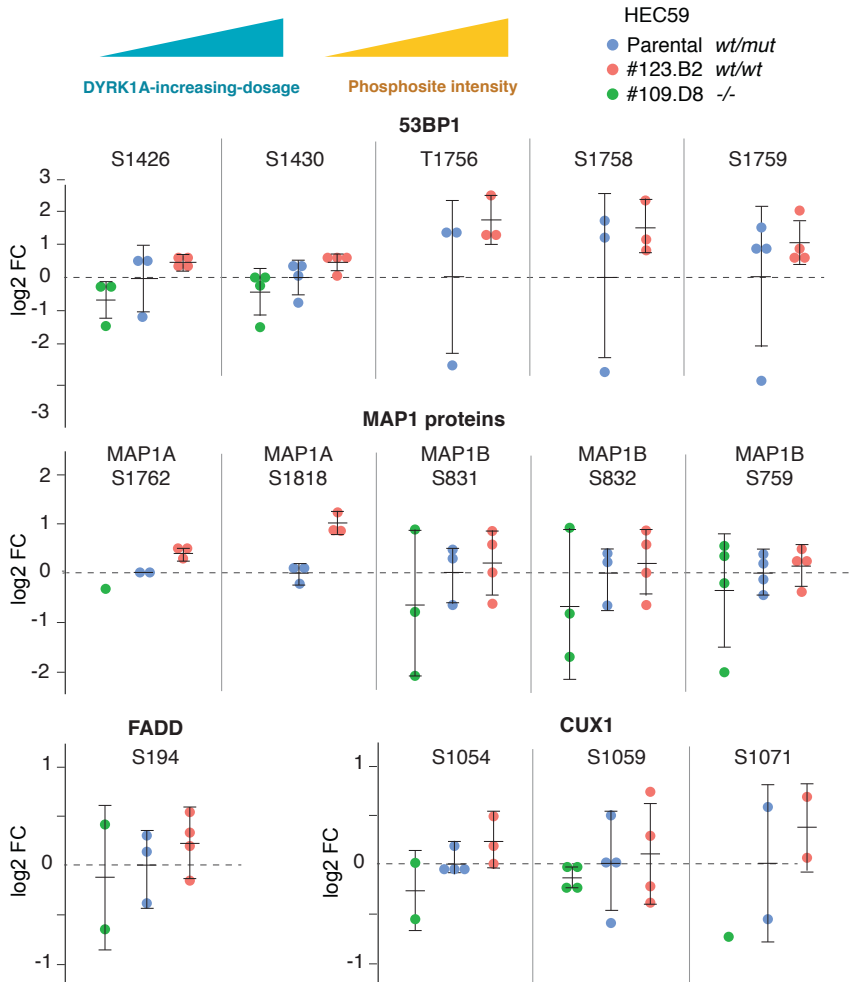 HEC59
Parental wt/mut
#123.B2 wt/wt
#109.D8 -/-
DYRK1A-increasing-dosage
Phosphosite intensity
53BP1
S1426 S1430 T1756 S1758 S1759
3
2
1
0
-1
-2
-3
log2 FC
MAP1 proteins
MAP1A MAP1A MAP1B MAP1B MAP1B
S1762 S1818 S831 S832 S759
2
1
0
-1
-2
log2 FC
FADD
S194
1
0
-1
log2 FC
CUX1
S1054 S1059 S1071
1
0
-1
log2 FC